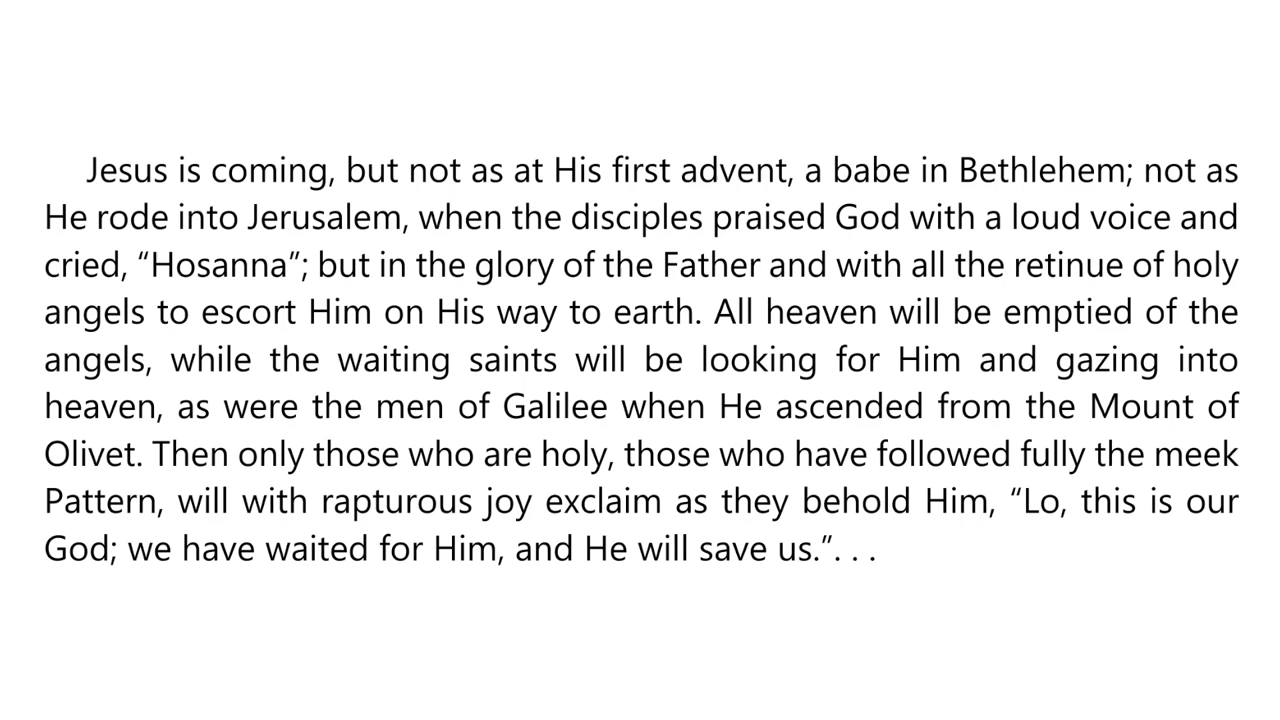 Jesus is coming, but not as at His first advent, a babe in Bethlehem; not as
He rode into Jerusalem, when the disciples praised God with a loud voice and
cried, “Hosanna”; but in the glory of the Father and with all the retinue of holy
angels to escort Him on His way to earth. All heaven will be emptied of the
angels, while the waiting saints will be looking for Him and gazing into
heaven, as were the men of Galilee when He ascended from the Mount of
Olivet. Then only those who are holy, those who have followed fully the meek
Pattern, will with rapturous joy exclaim as they behold Him, “Lo, this is our
God; we have waited for Him, and He will save us.”. . .